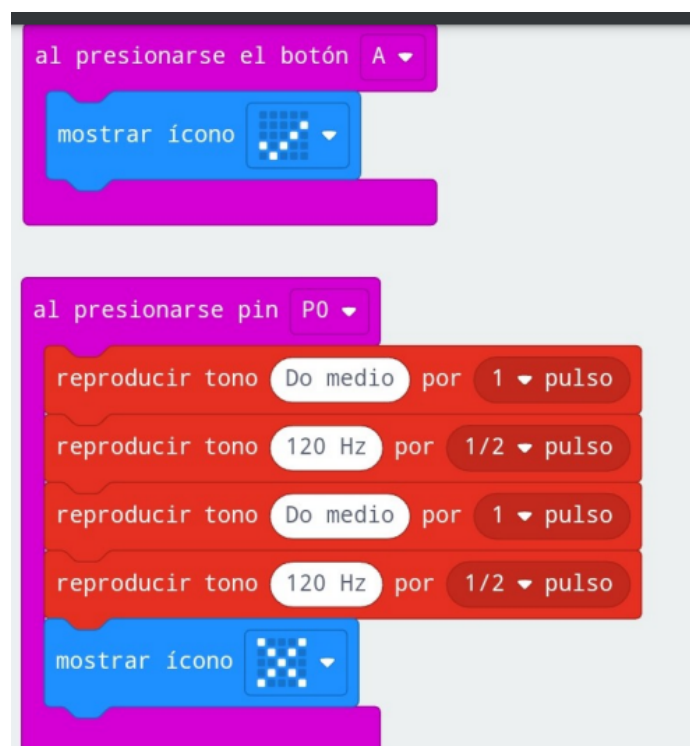 al presionarse el botón A
mostrar ícono
al presionarse pin P0
reproducir tono Do medio por 1 pulso
reproducir tono 120 Hz por 1/2 pulso
reproducir tono Do medio por 1 pulso
reproducir tono 120 Hz por 1/2 pulso
mostrar ícono